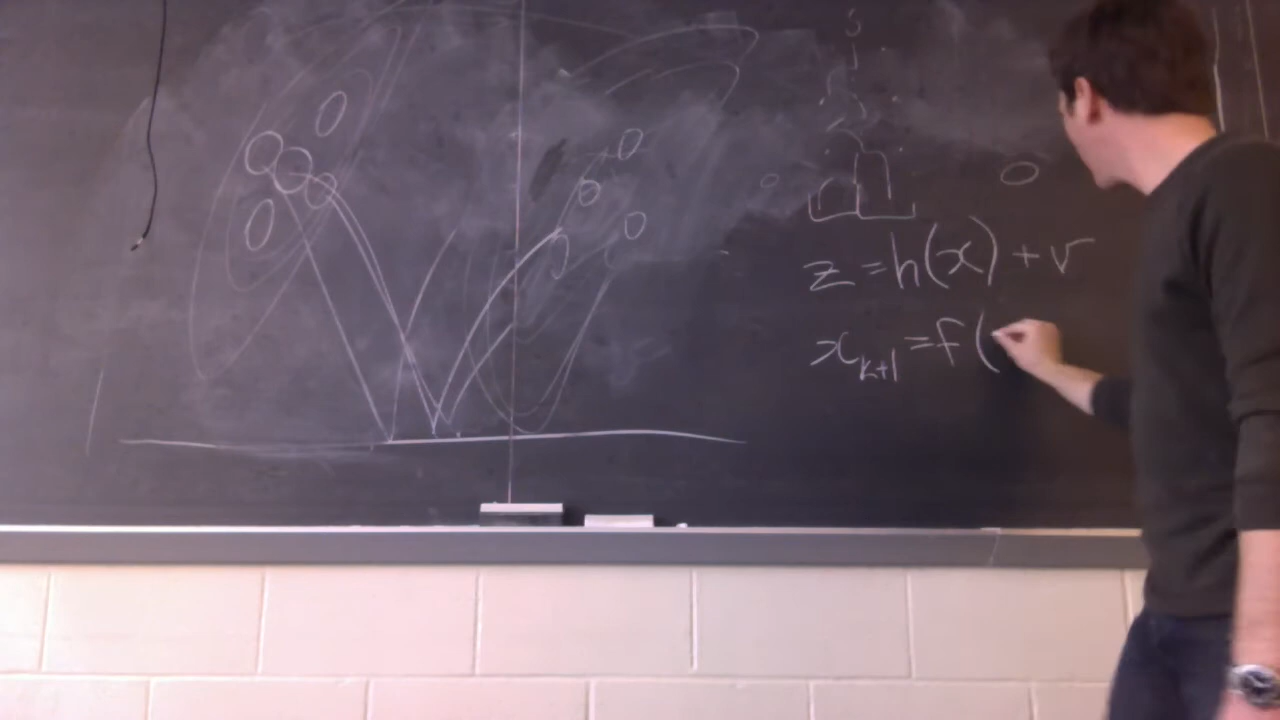 z = h(x) + v
x_{k+1} = f (